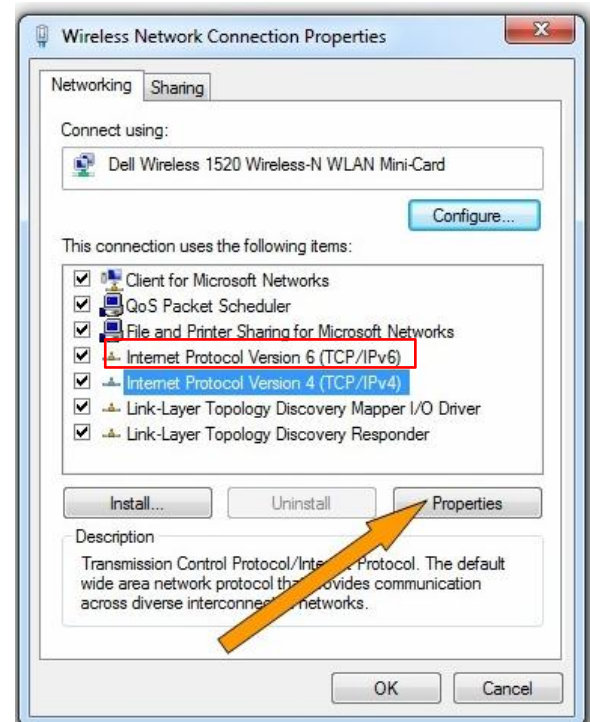 Wireless Network Connection Properties
X
Networking Sharing
Connect using:
Dell Wireless 1520 Wireless-N WLAN Mini-Card
Configure...
This connection uses the following items:
Client for Microsoft Networks
QoS Packet Scheduler
File and Printer Sharing for Microsoft Networks
Internet Protocol Version 6 (TCP/IPv6)
Internet Protocol Version 4 (TCP/IPv4)
Link-Layer Topology Discovery Mapper I/O Driver
Link-Layer Topology Discovery Responder
Install... Uninstall Properties
Description
Transmission Control Protocol/Internet Protocol. The default
wide area network protocol that provides communication
across diverse interconnected networks.
OK Cancel